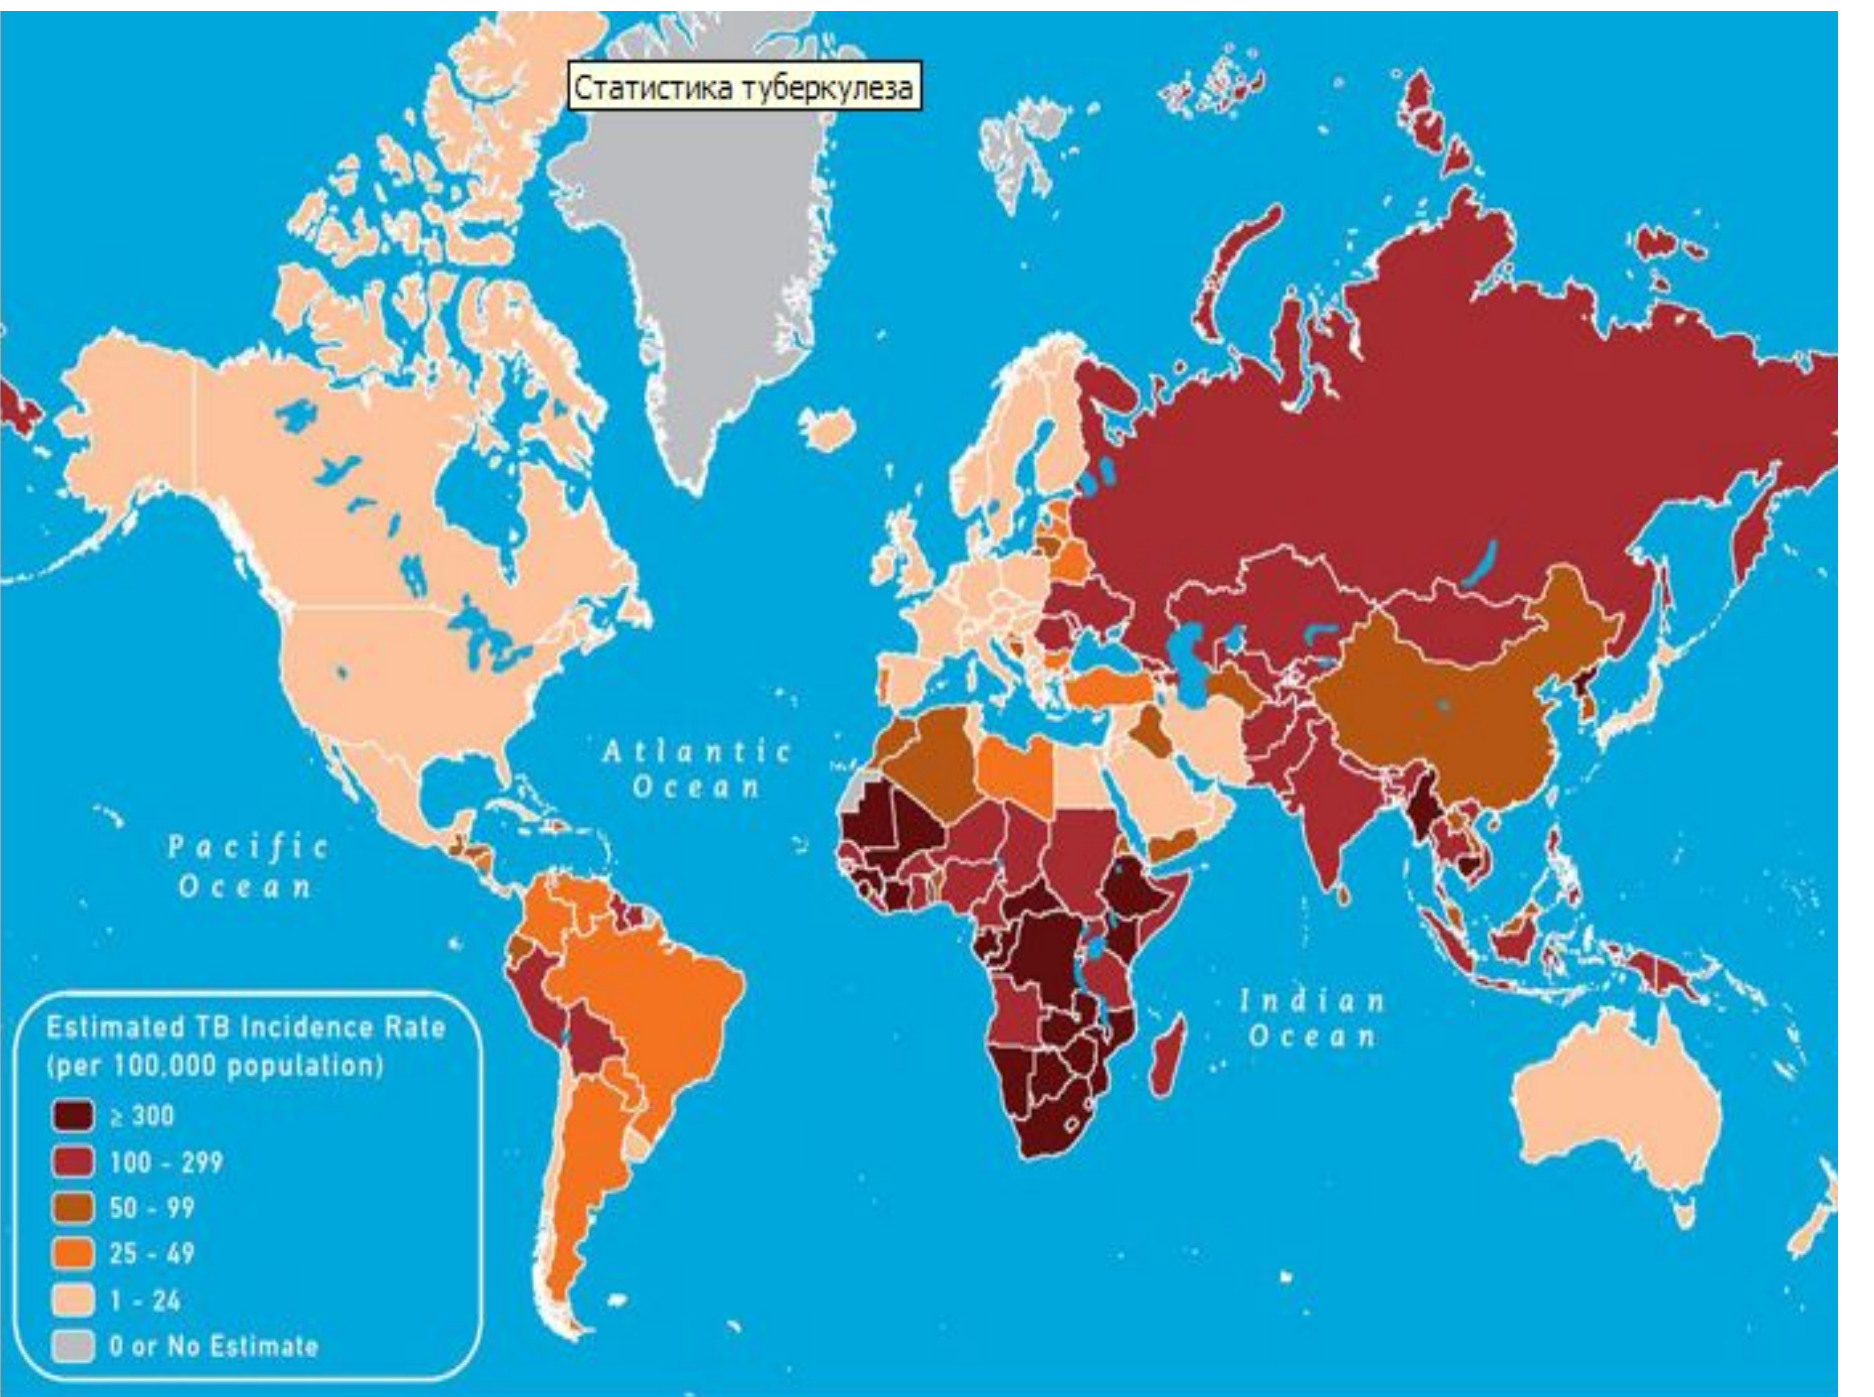 Статистика туберкулеза
Atlantic
Ocean
Pacific
Ocean
Indian
Ocean
Estimated TB Incidence Rate
(per 100,000 population)
≥ 300
100 - 299
50 - 99
25 - 49
1 - 24
0 or No Estimate